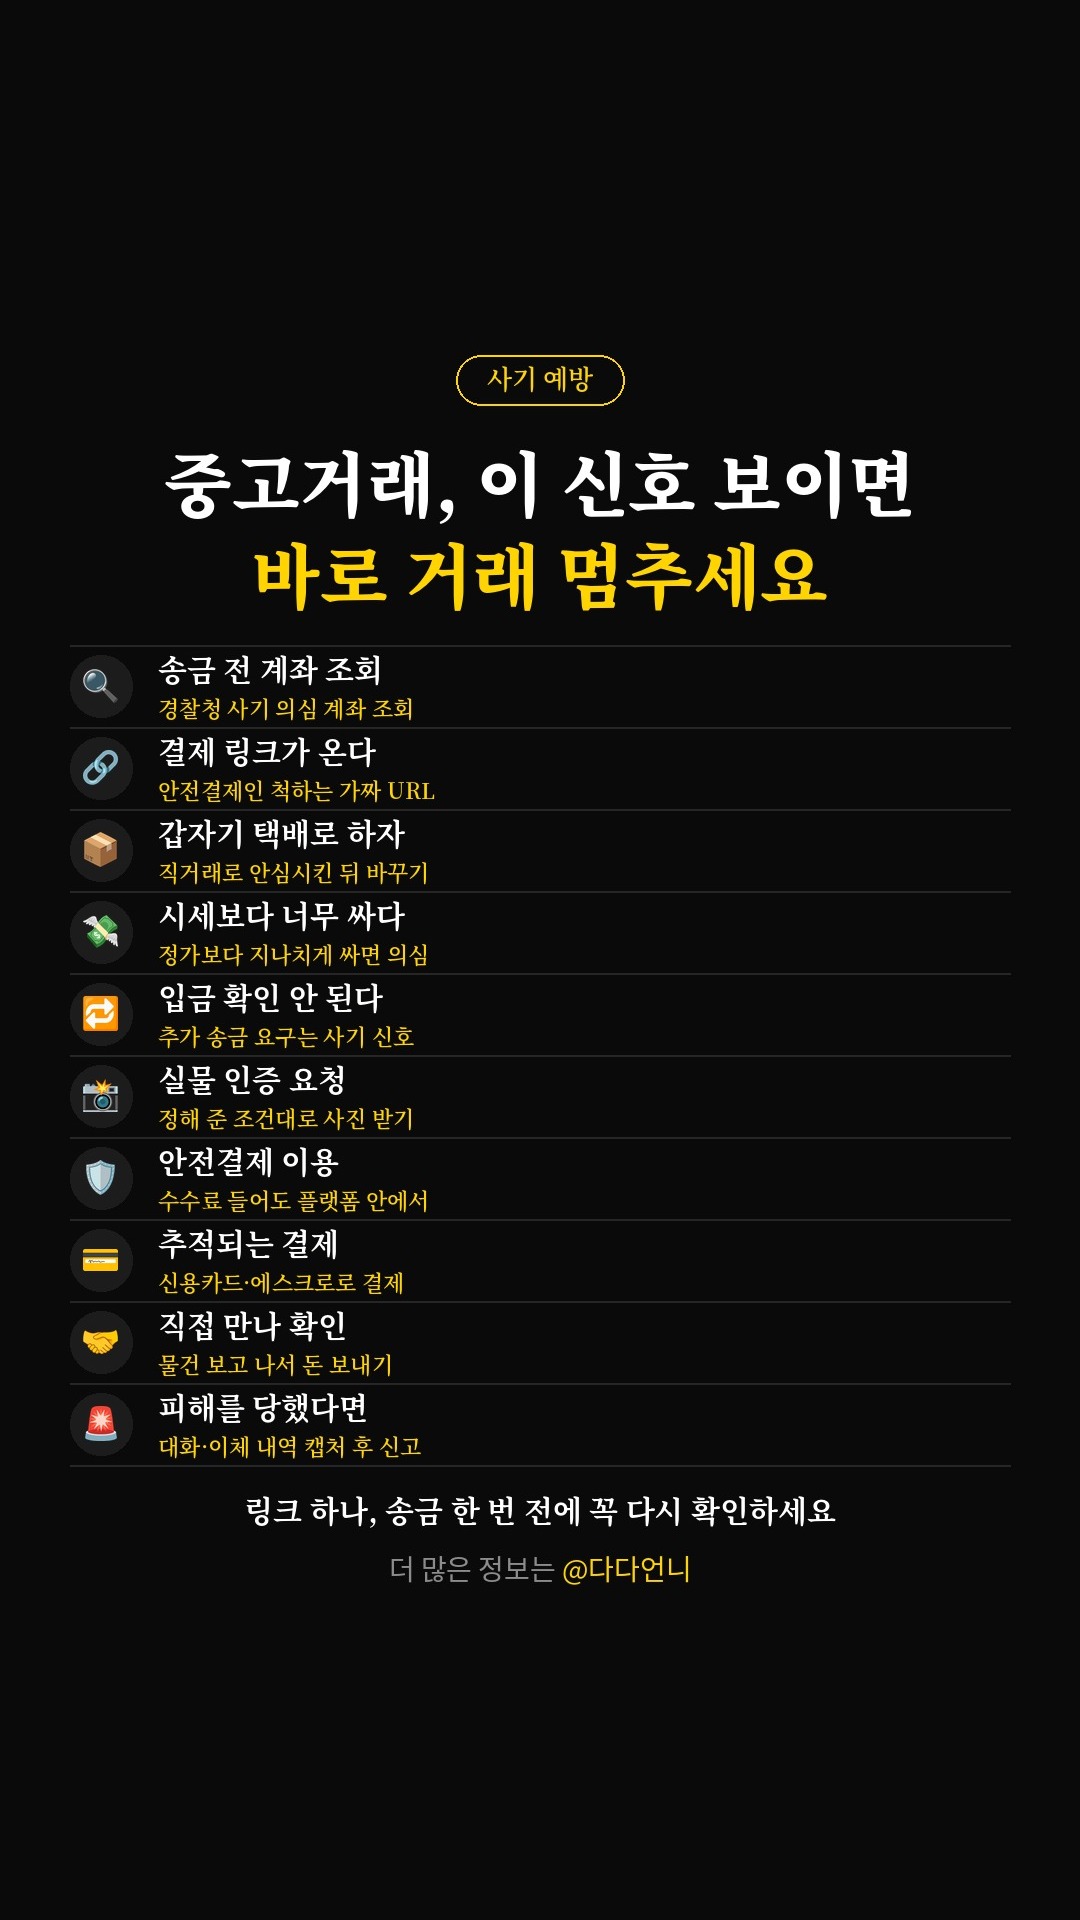 사기 예방
중고거래, 이 신호 보이면
바로 거래 멈추세요
송금 전 계좌 조회
경찰청 사기 의심 계좌 조회
결제 링크가 온다
안전결제인 척하는 가짜 URL
갑자기 택배로 하자
직거래로 안심시킨 뒤 바꾸기
시세보다 너무 싸다
정가보다 지나치게 싸면 의심
입금 확인 안 된다
추가 송금 요구는 사기 신호
실물 인증 요청
정해 준 조건대로 사진 받기
안전결제 이용
수수료 들어도 플랫폼 안에서
추적되는 결제
신용카드·에스크로로 결제
직접 만나 확인
물건 보고 나서 돈 보내기
피해를 당했다면
대화·이체 내역 캡처 후 신고
링크 하나, 송금 한 번 전에 꼭 다시 확인하세요
더 많은 정보는 @다다언니